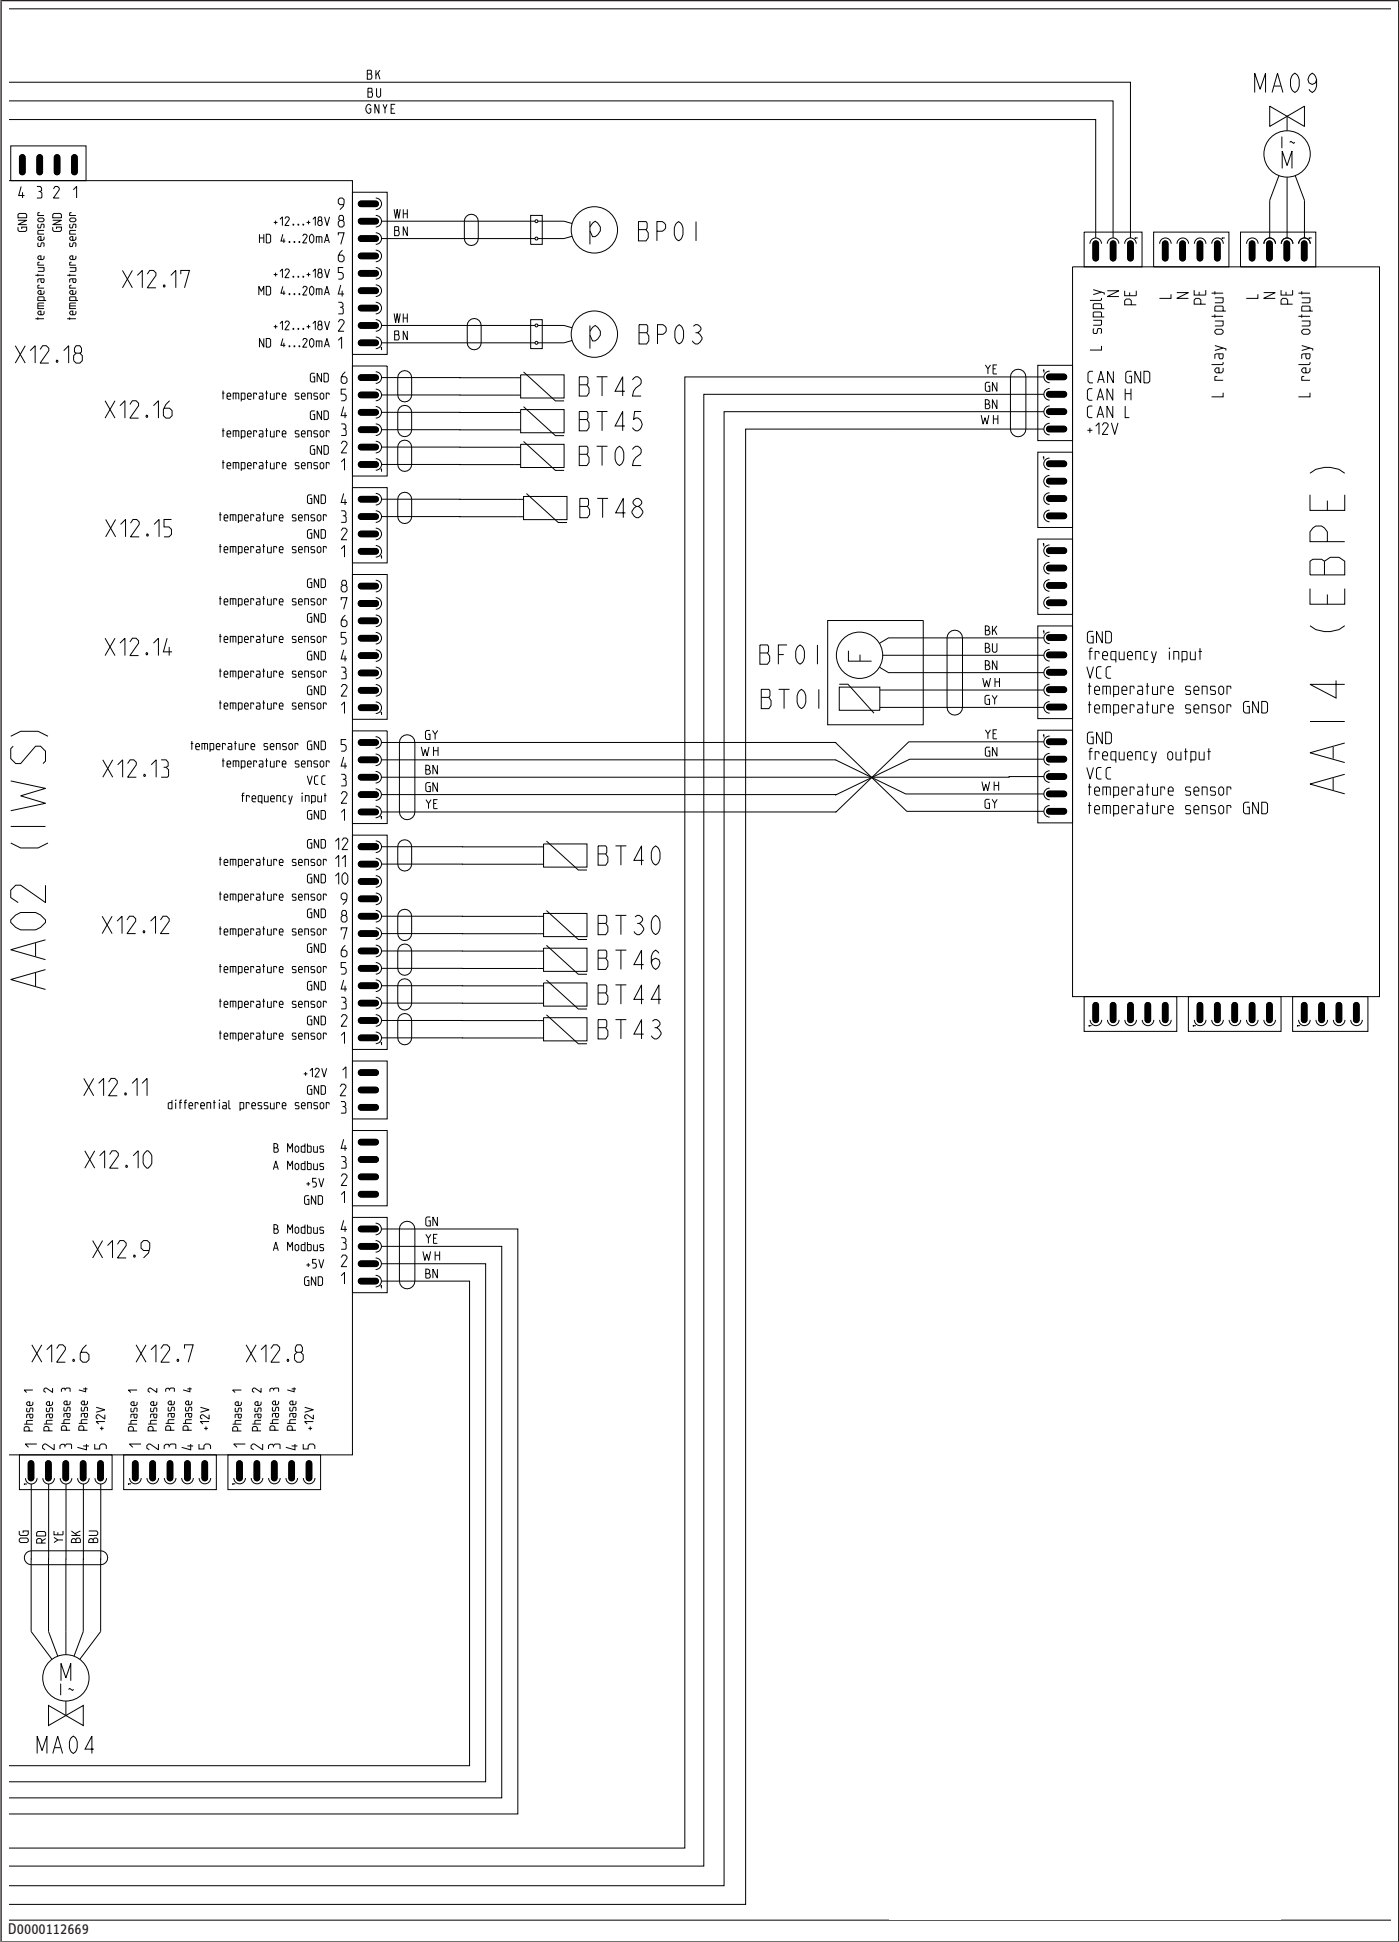 BK
BU
GNYE
MA09
1~
M
4 3 2 1
GND
temperature sensor
GND
temperature sensor
X12.18
X12.17
9
+12...+18V 8 WH
HD 4...20mA 7 BN
BP01
p
6
+12...+18V 5
MD 4...20mA 4
3
+12...+18V 2 WH
ND 4...20mA 1 BN
BP03
p
X12.16
GND 6
temperature sensor 5
BT42
GND 4
temperature sensor 3
BT45
GND 2
temperature sensor 1
BT02
X12.15
GND 4
temperature sensor 3
BT48
GND 2
temperature sensor 1
X12.14
GND 8
temperature sensor 7
GND 6
temperature sensor 5
GND 4
temperature sensor 3
GND 2
temperature sensor 1
X12.13
temperature sensor GND 5 GY
temperature sensor 4 WH
VCC 3 BN
frequency input 2 GN
GND 1 YE
X12.12
GND 12
temperature sensor 11
BT40
GND 10
temperature sensor 9
GND 8
temperature sensor 7
BT30
GND 6
temperature sensor 5
BT46
GND 4
temperature sensor 3
BT44
GND 2
temperature sensor 1
BT43
AA02 (IWS)
X12.11
+12V 1
GND 2
differential pressure sensor 3
X12.10
B Modbus 4
A Modbus 3
+5V 2
GND 1
X12.9
B Modbus 4 GN
A Modbus 3 YE
+5V 2 WH
GND 1 BN
X12.6
X12.7
X12.8
1 Phase 1
2 Phase 2
3 Phase 3
4 Phase 4
5 +12V
1 Phase 1
2 Phase 2
3 Phase 3
4 Phase 4
5 +12V
1 Phase 1
2 Phase 2
3 Phase 3
4 Phase 4
5 +12V
OG
RD
YE
BK
BU
M
1~
MA04
L supply
N
PE
L
N
PE
L relay output
L
N
PE
L relay output
YE CAN GND
GN CAN H
BN CAN L
WH +12V
BF01
F
BT01
BK GND
BU frequency input
BN VCC
WH temperature sensor
GY temperature sensor GND
YE GND
GN frequency output
VCC
WH temperature sensor
GY temperature sensor GND
AA14 (EBPE)
D0000112669